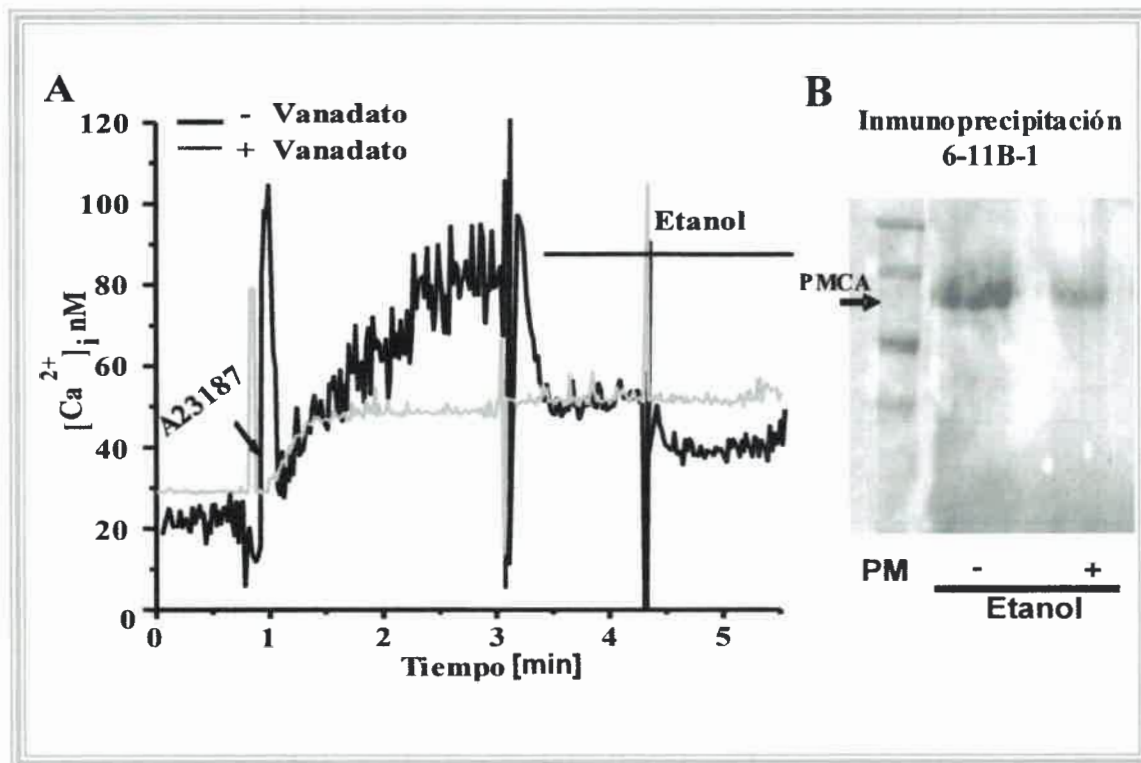 A
- Vanadato
+ Vanadato
120
100
80
60
40
20
0
[Ca2+]i nM
A23187
Etanol
0 1 2 3 4 5
Tiempo [min]
B
Inmunoprecipitación
6-11B-1
PMCA
PM - +
Etanol